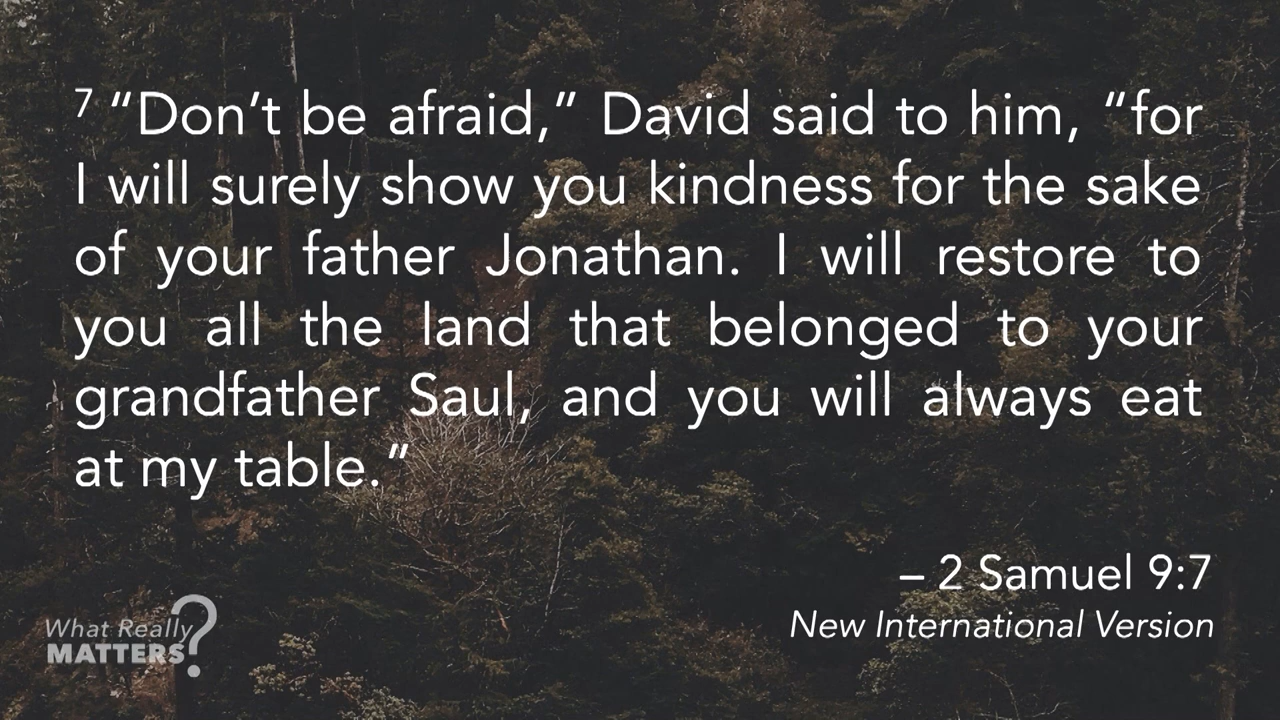 7 “Don’t be afraid,” David said to him, “for
I will surely show you kindness for the sake
of your father Jonathan. I will restore to
you all the land that belonged to your
grandfather Saul, and you will always eat
at my table.”
– 2 Samuel 9:7
New International Version
What Really
MATTERS?